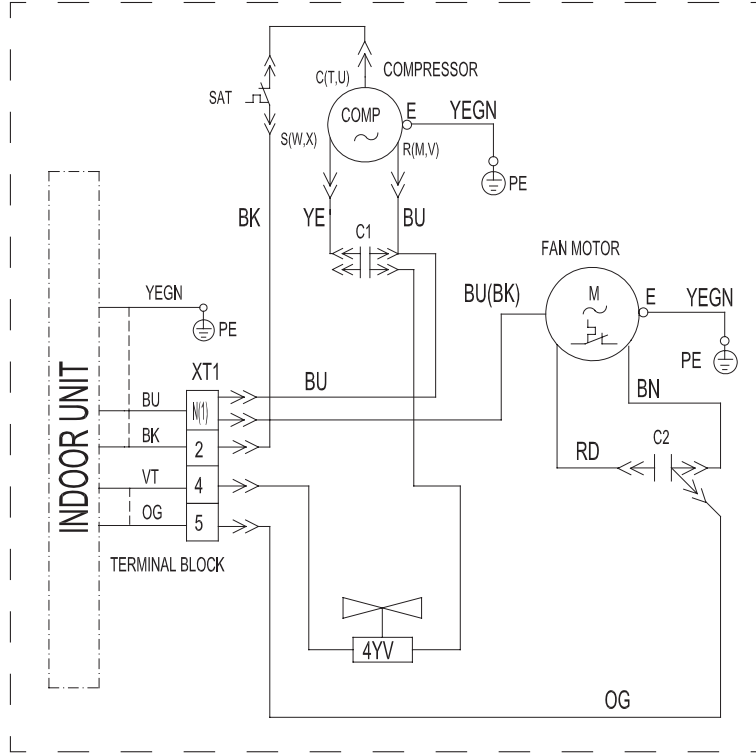 C(T,U)
COMPRESSOR
SAT
COMP
E
YEGN
S(W,X)
R(M,V)
PE
BK
YE
BU
C1
FAN MOTOR
BU(BK)
M
E
YEGN
YEGN
PE
PE
XT1
BU
BN
BU
N(1)
BK
2
C2
RD
VT
4
OG
5
INDOOR UNIT
TERMINAL BLOCK
4YV
OG